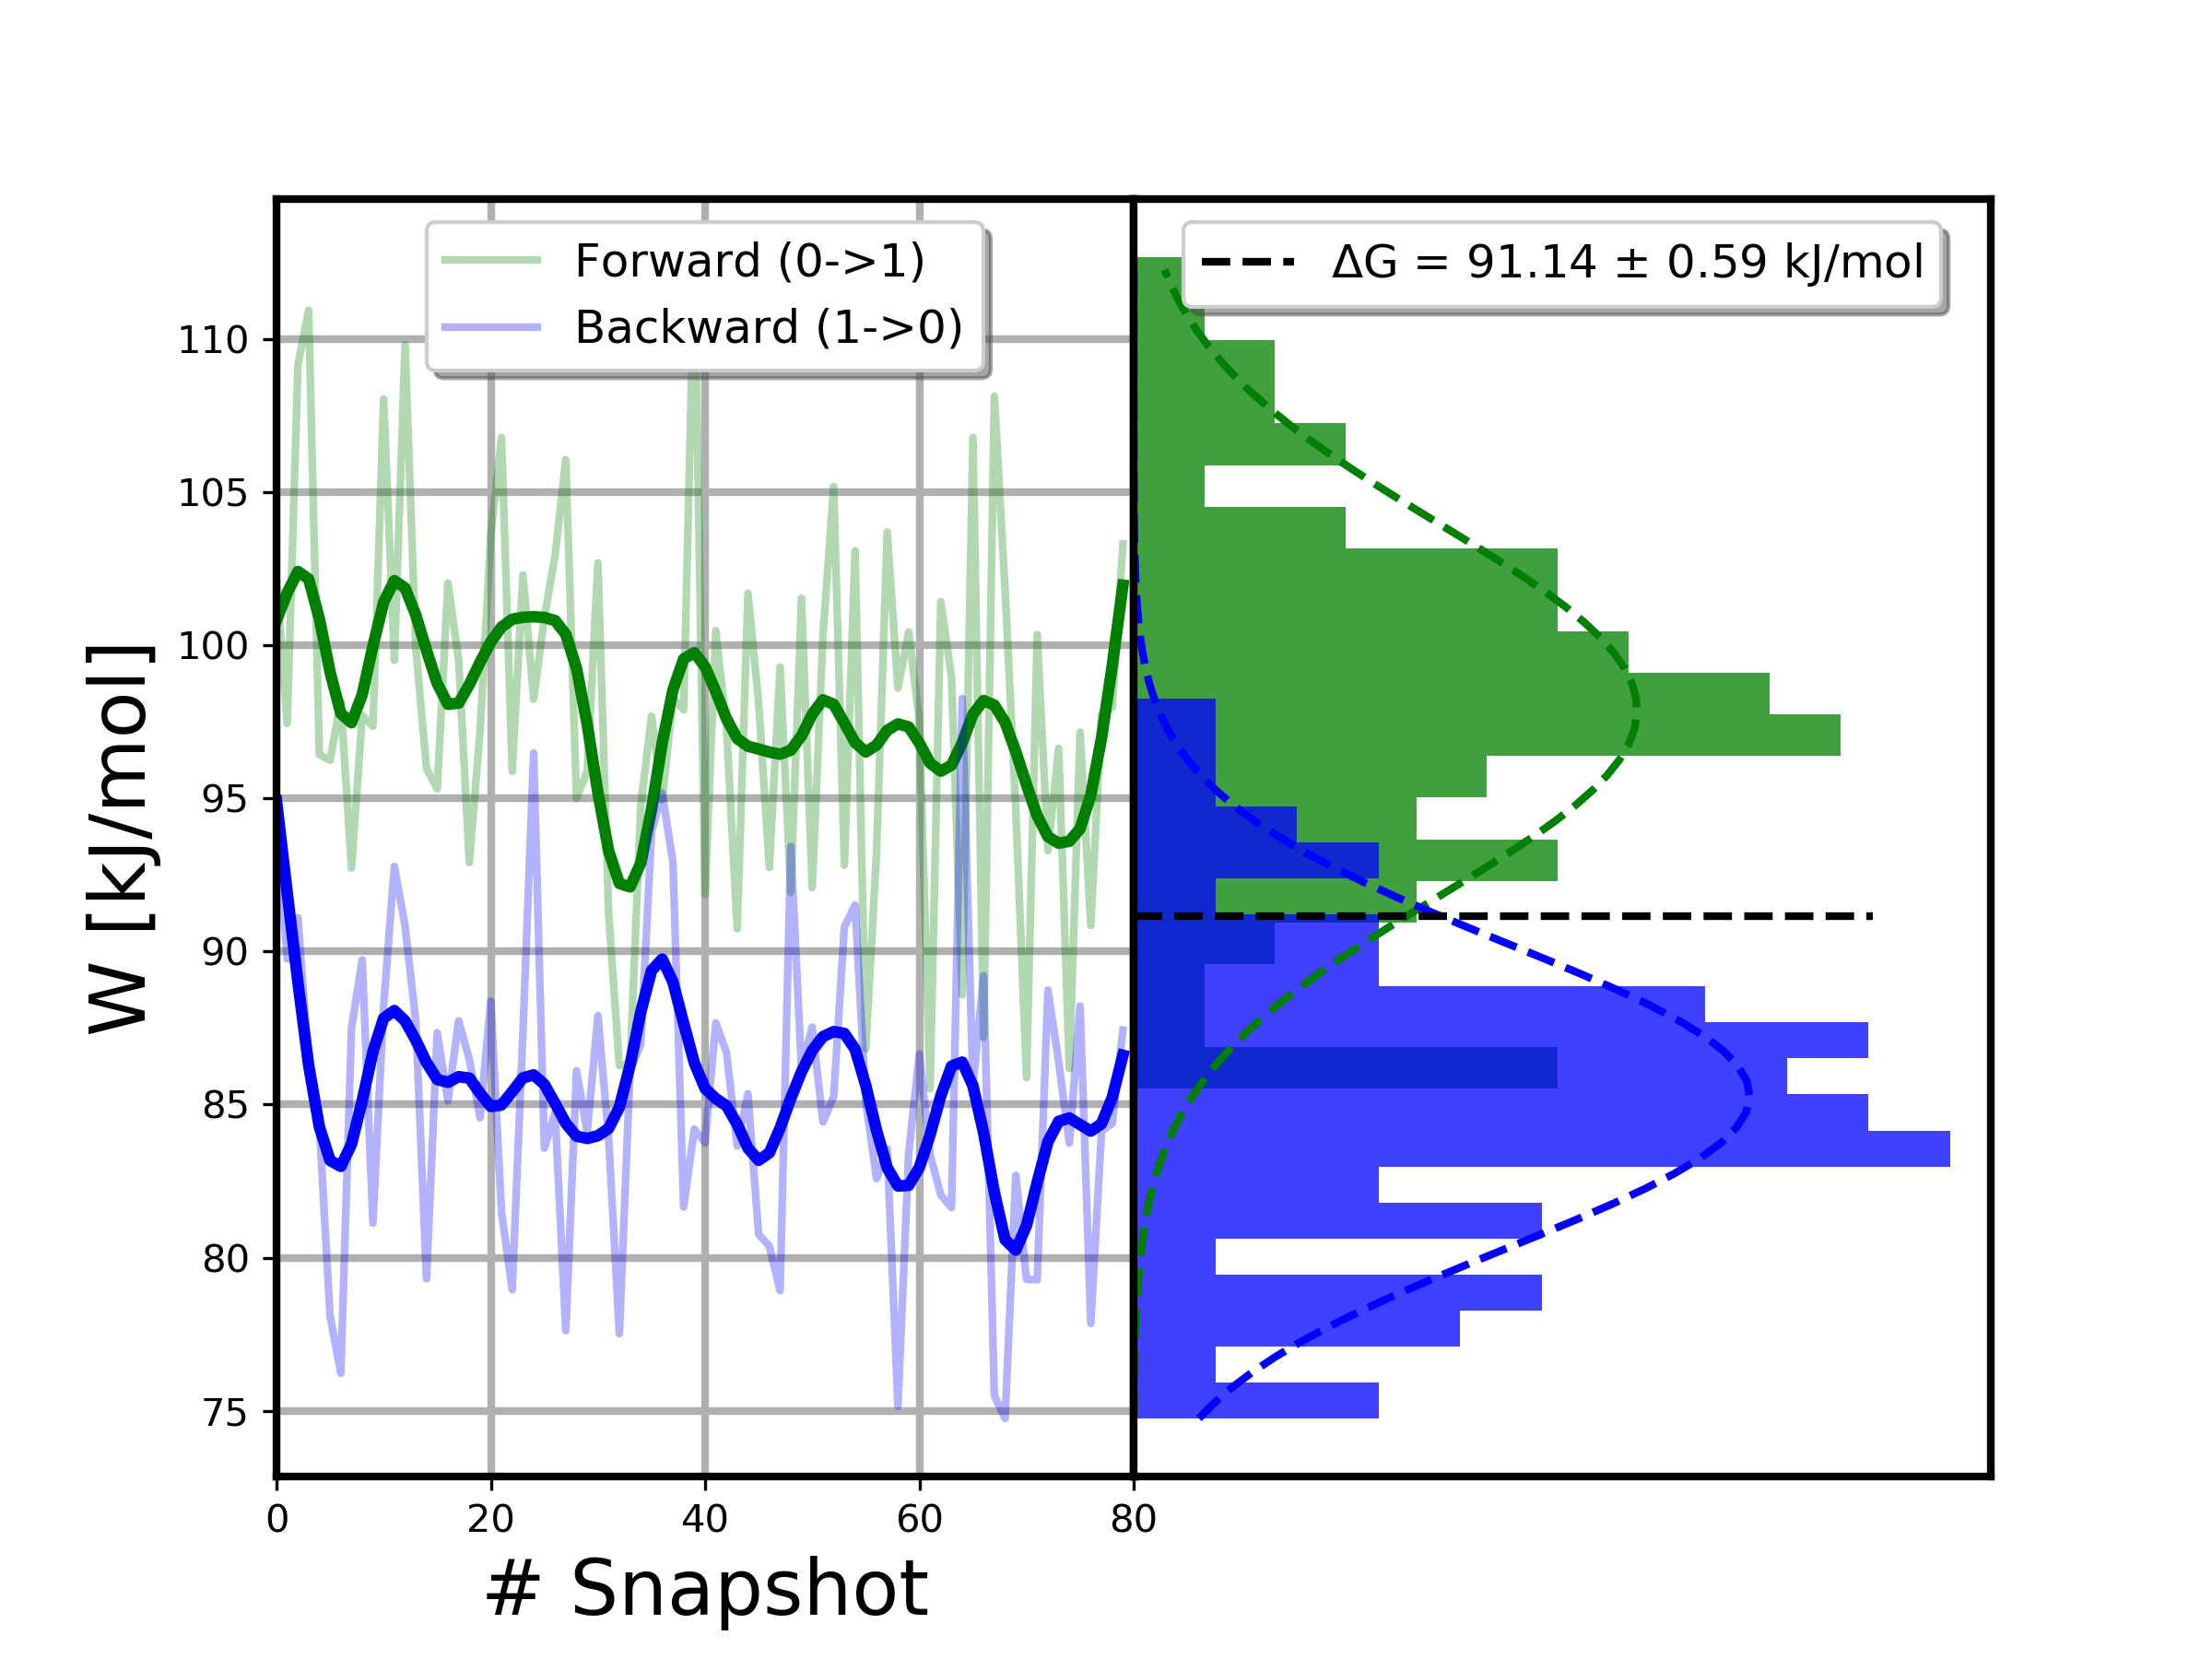 Forward (0->1)
Backward (1->0)
ΔG = 91.14 ± 0.59 kJ/mol
W [kJ/mol]
110
105
100
95
90
85
80
75
0 20 40 60 80
# Snapshot